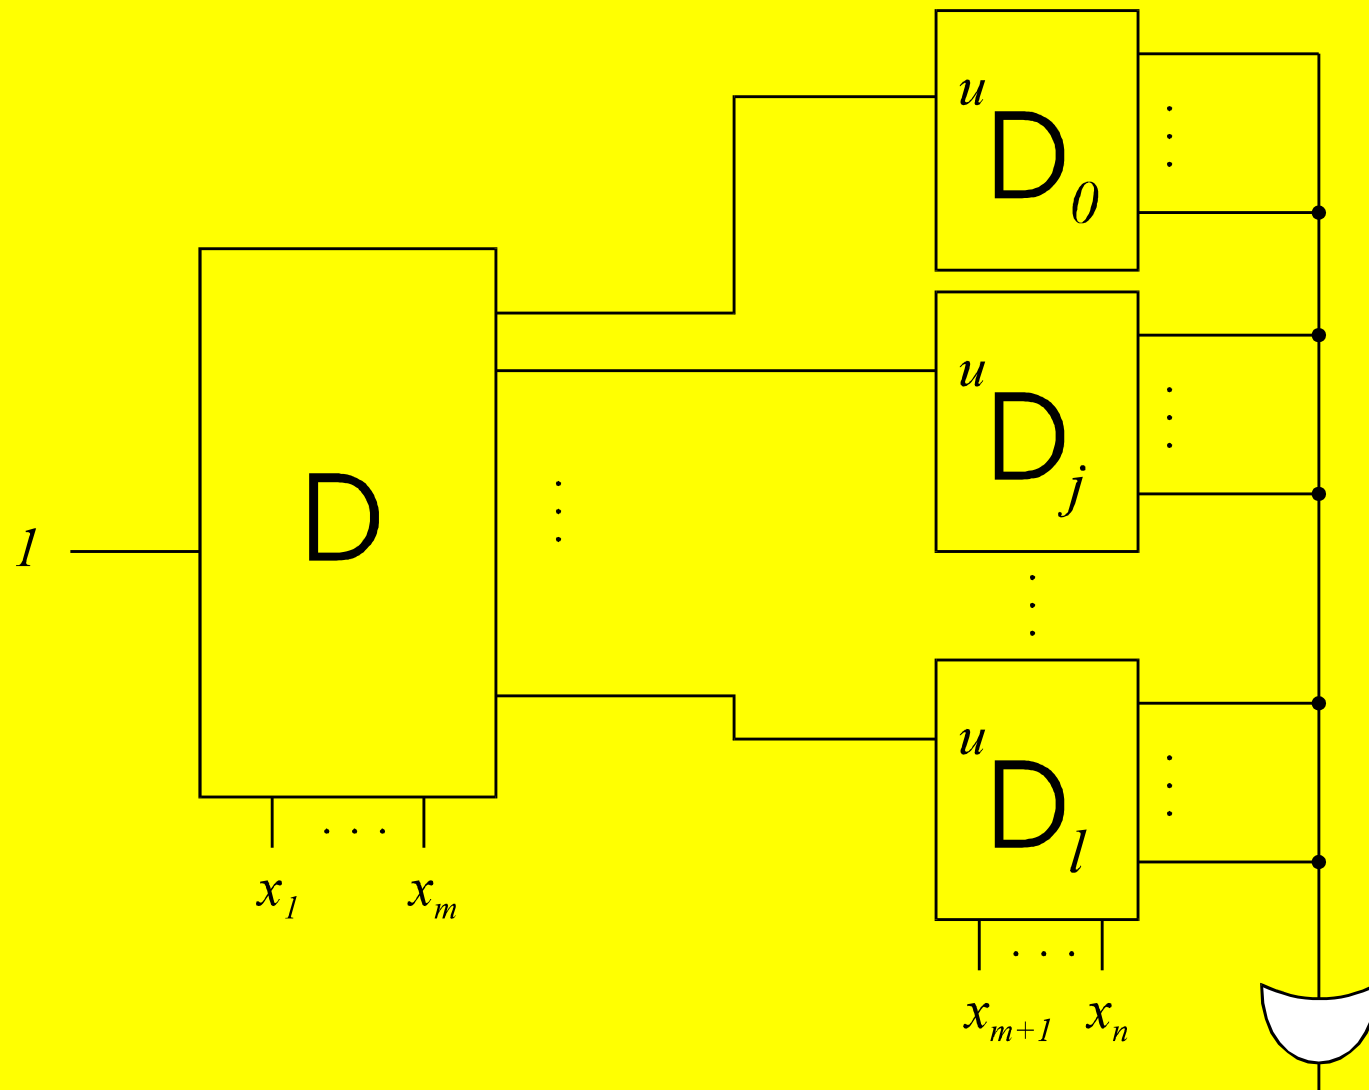 u
D0
u
Dj
1
D
u
Dl
x1 . . . xm
xm+1 . . . xn